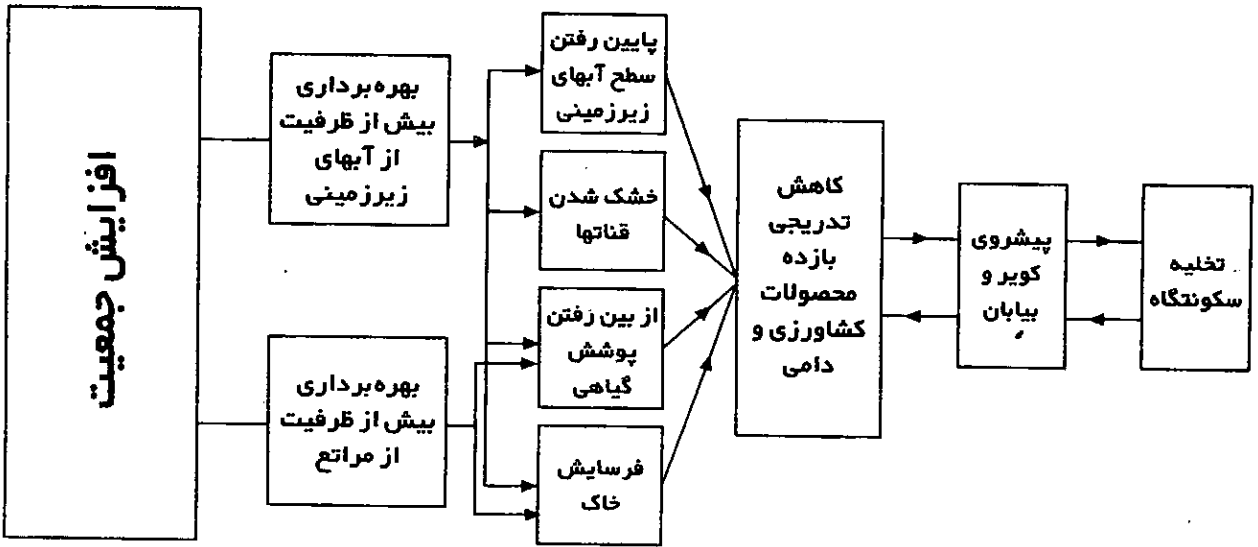 افزایش جمعیت
بهره‌برداری
بیش از ظرفیت
از آبهای
زیرزمینی
بهره‌برداری
بیش از ظرفیت
از مراتع
پایین رفتن
سطح آبهای
زیرزمینی
خشک شدن
قناتها
از بین رفتن
پوشش
گیاهی
فرسایش
خاک
کاهش
تدریجی
بازده
محصولات
کشاورزی و
دامی
پیشروی
کویر و
بیابان
تخلیه
سکونتگاه